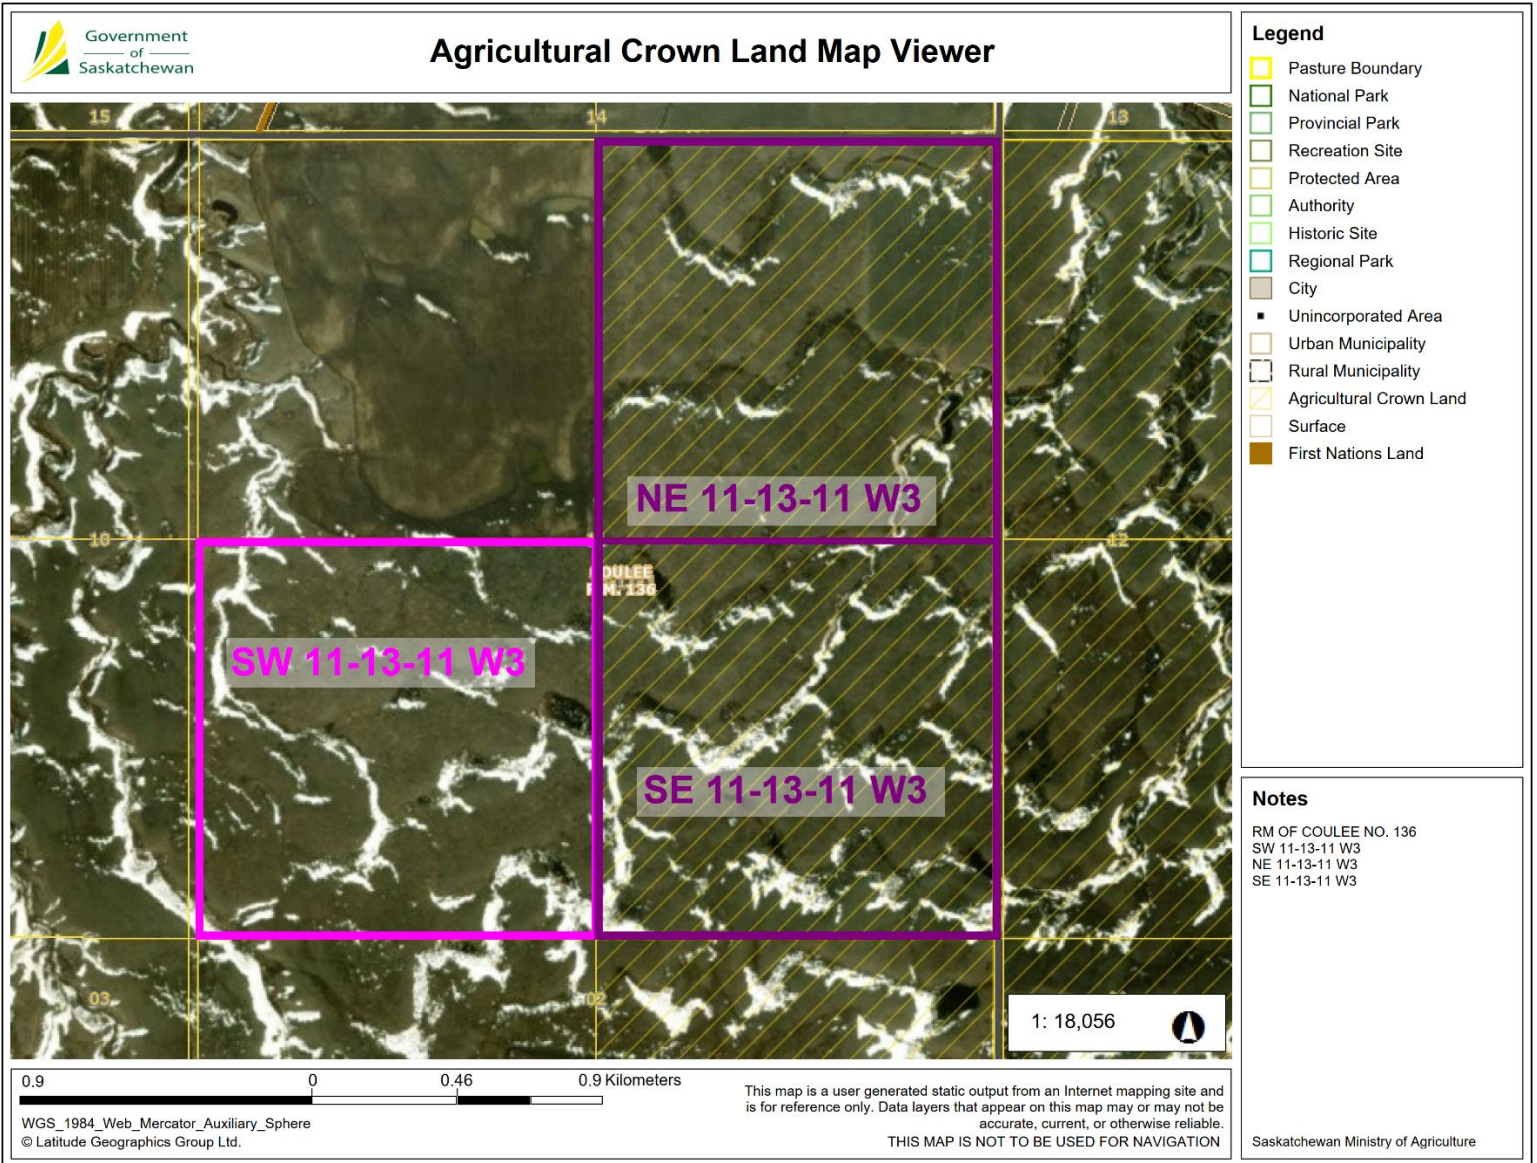 Government
of
Saskatchewan
Agricultural Crown Land Map Viewer
15
14
13
NE 11-13-11 W3
10
12
COULEE
R.M. 136
SW 11-13-11 W3
SE 11-13-11 W3
03
02
1: 18,056
Legend
Pasture Boundary
National Park
Provincial Park
Recreation Site
Protected Area
Authority
Historic Site
Regional Park
City
Unincorporated Area
Urban Municipality
Rural Municipality
Agricultural Crown Land
Surface
First Nations Land
Notes
RM OF COULEE NO. 136
SW 11-13-11 W3
NE 11-13-11 W3
SE 11-13-11 W3
Saskatchewan Ministry of Agriculture
0.9 0 0.46 0.9 Kilometers
WGS_1984_Web_Mercator_Auxiliary_Sphere
© Latitude Geographics Group Ltd.
This map is a user generated static output from an Internet mapping site and
is for reference only. Data layers that appear on this map may or may not be
accurate, current, or otherwise reliable.
THIS MAP IS NOT TO BE USED FOR NAVIGATION